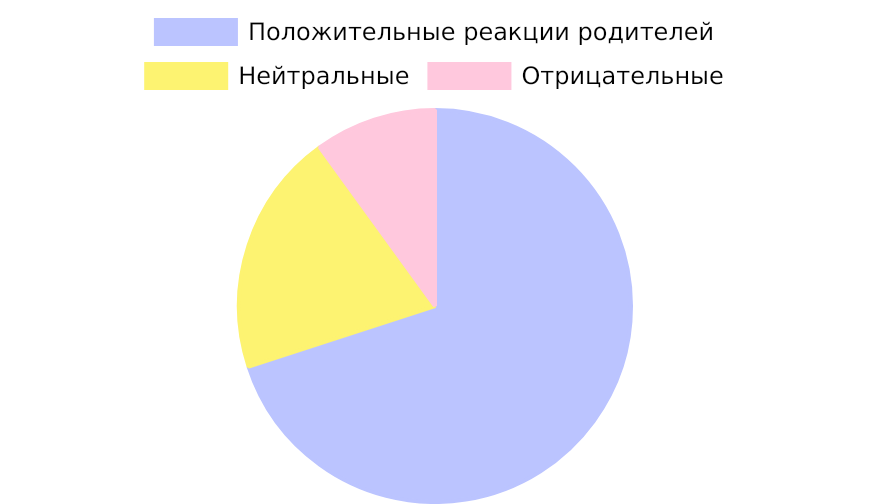 Положительные реакции родителей
Нейтральные Отрицательные